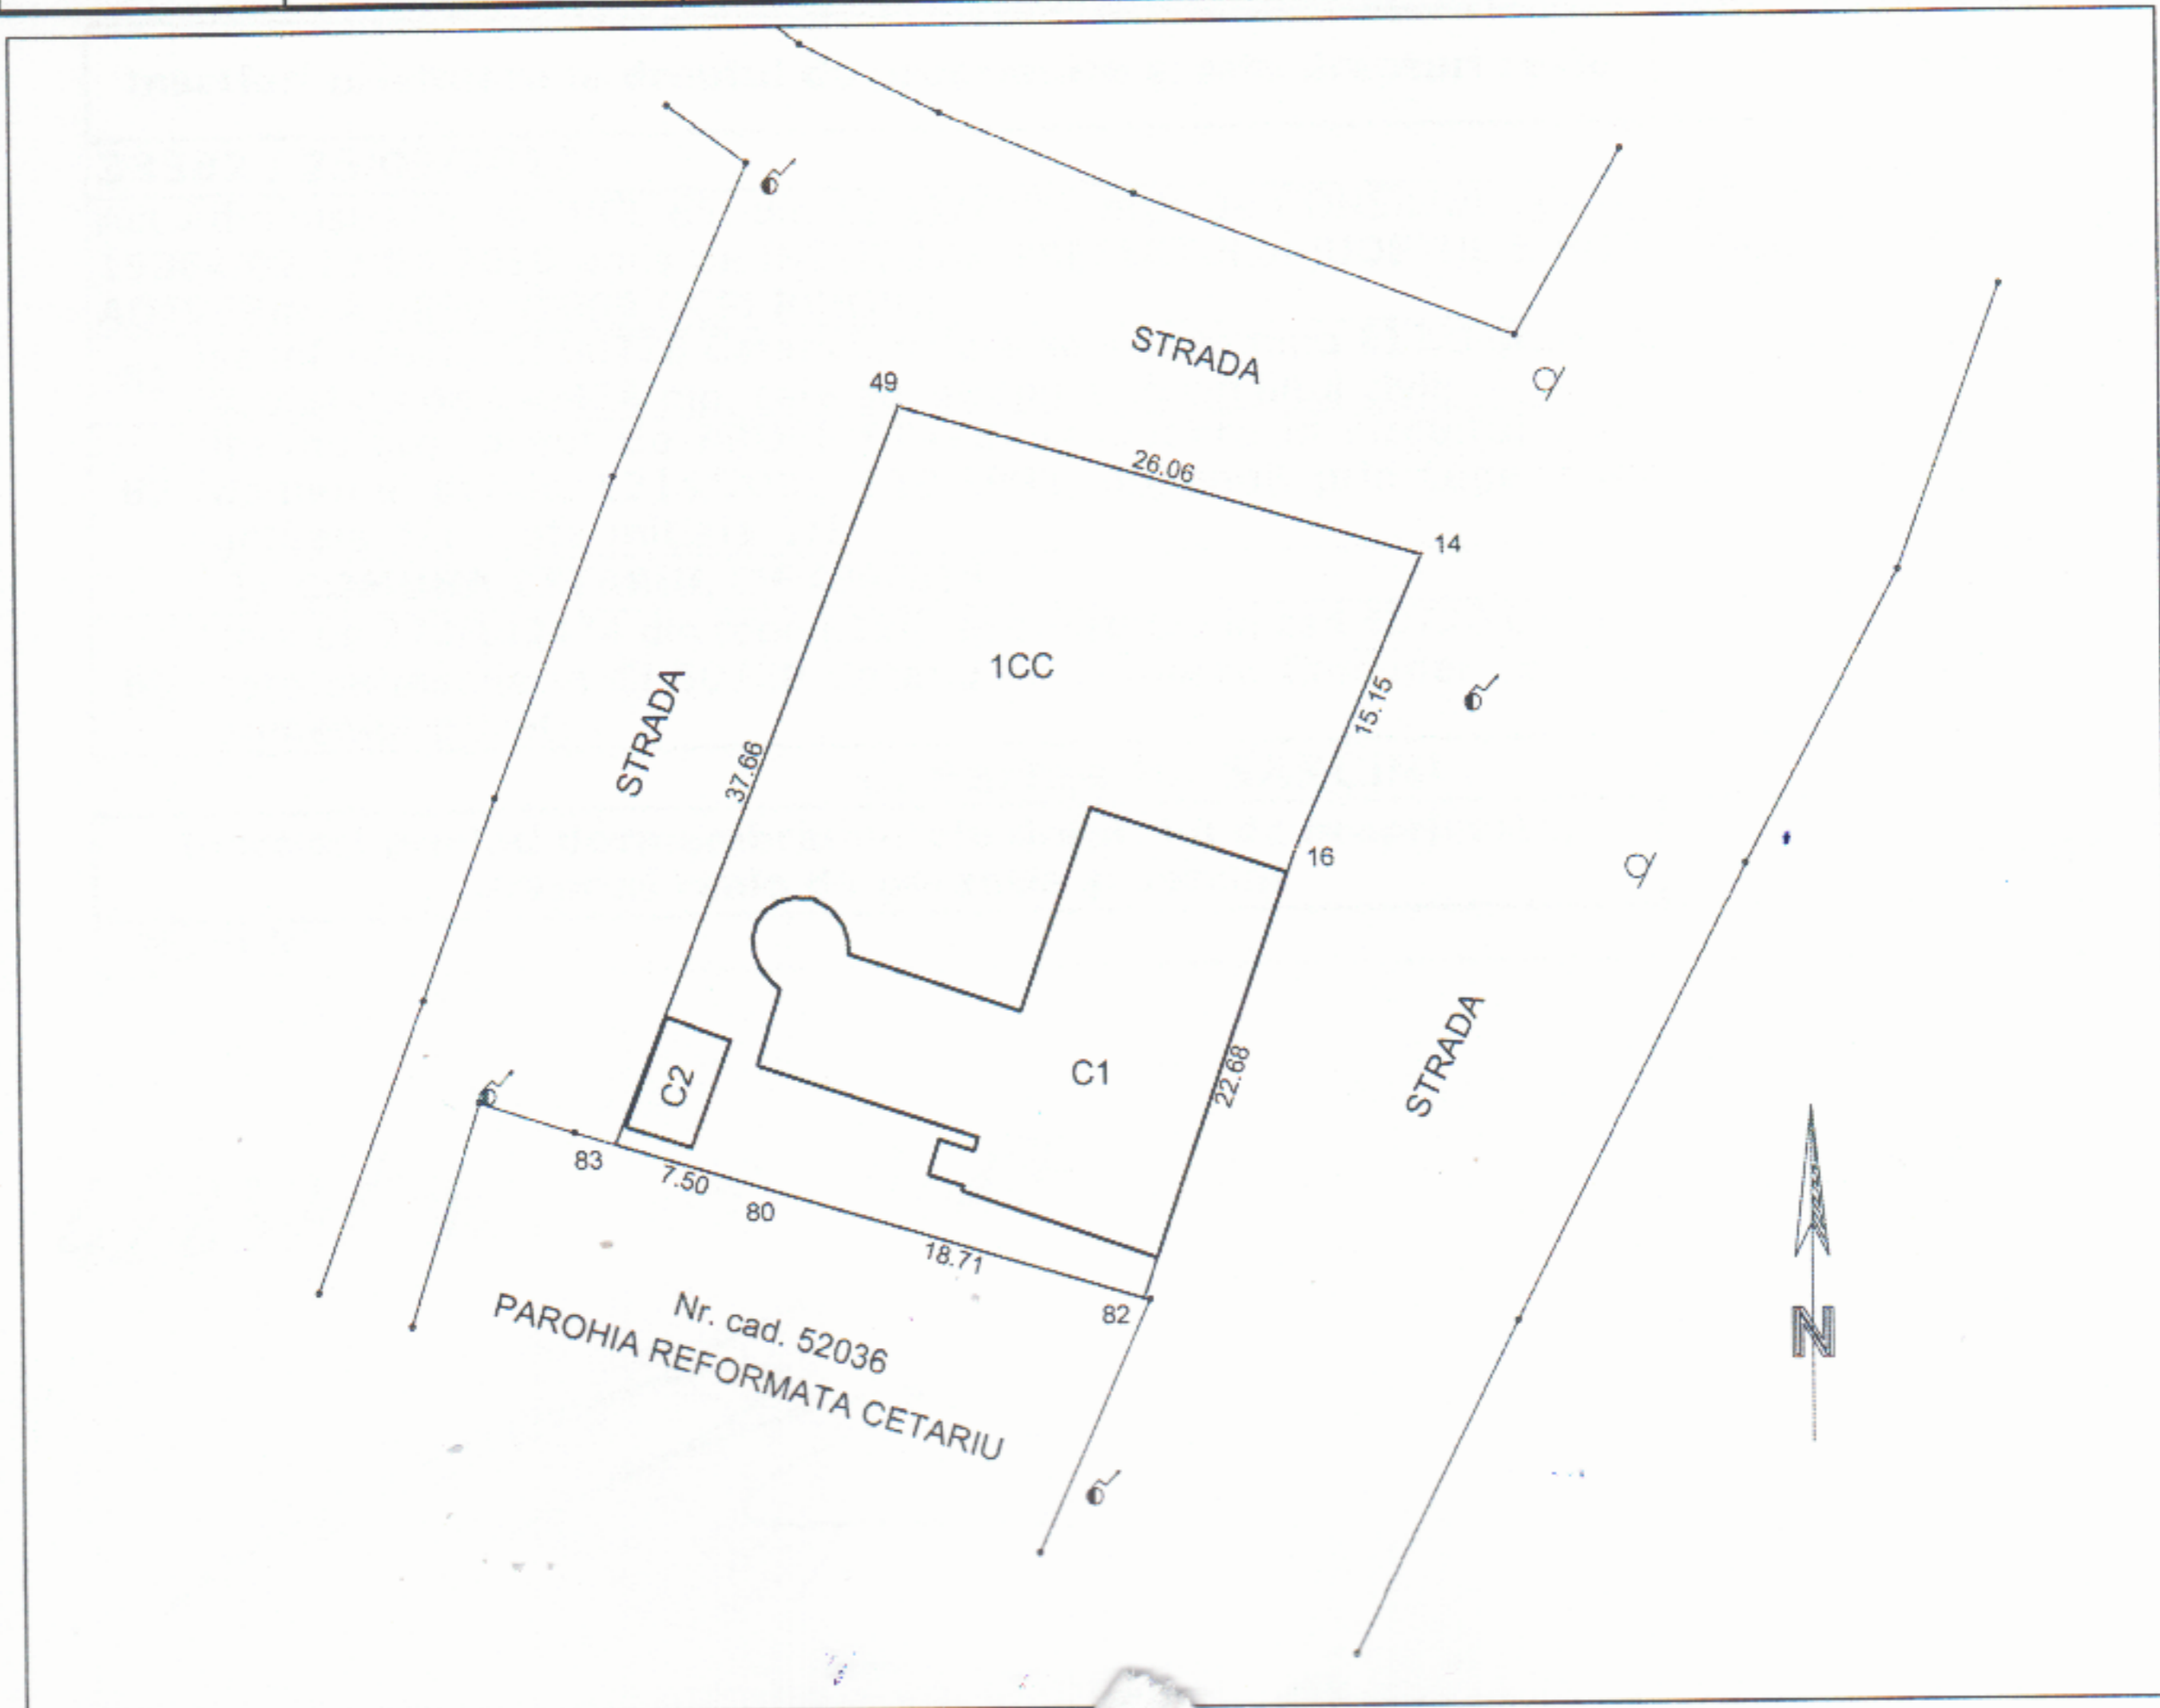 STRADA
49
26.06
14
1CC
15.15
STRADA
37.66
16
C1
22.68
STRADA
C2
83
7.50
80
18.71
82
Nr. cad. 52036
PAROHIA REFORMATA CETARIU
N